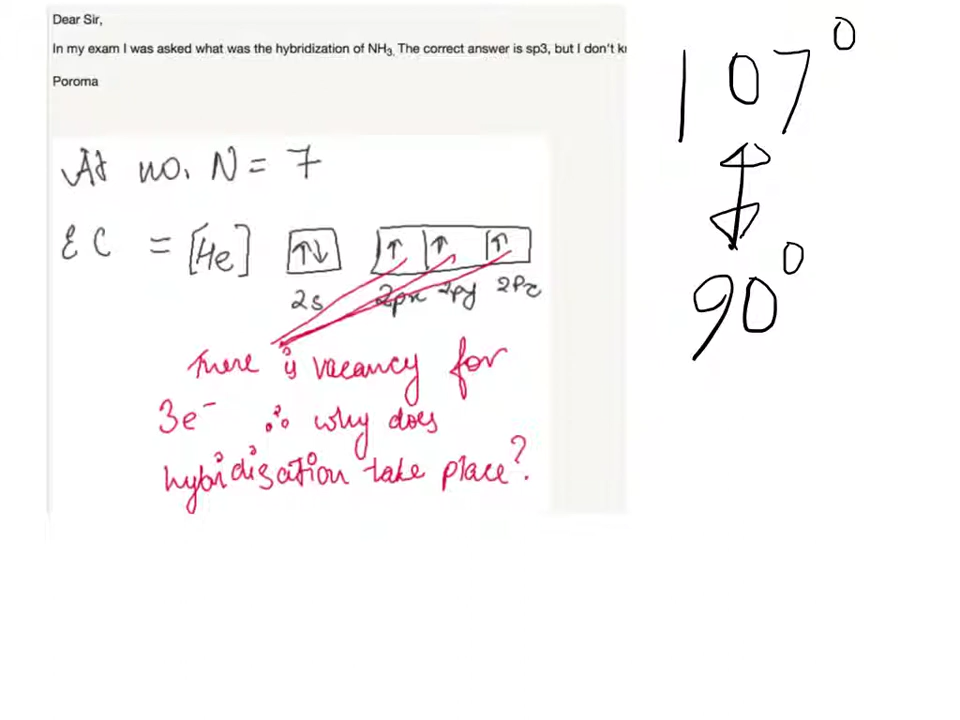 Dear Sir,
In my exam I was asked what was the hybridization of NH3. The correct answer is sp3, but I don't
Poroma
At no. N = 7
EC = [He] ↑↓ ↑ ↑ ↑
2s 2px 2py 2pz
There is vacancy for
3e⁻ ∴ why does
hybridisation take place?
107°
90°